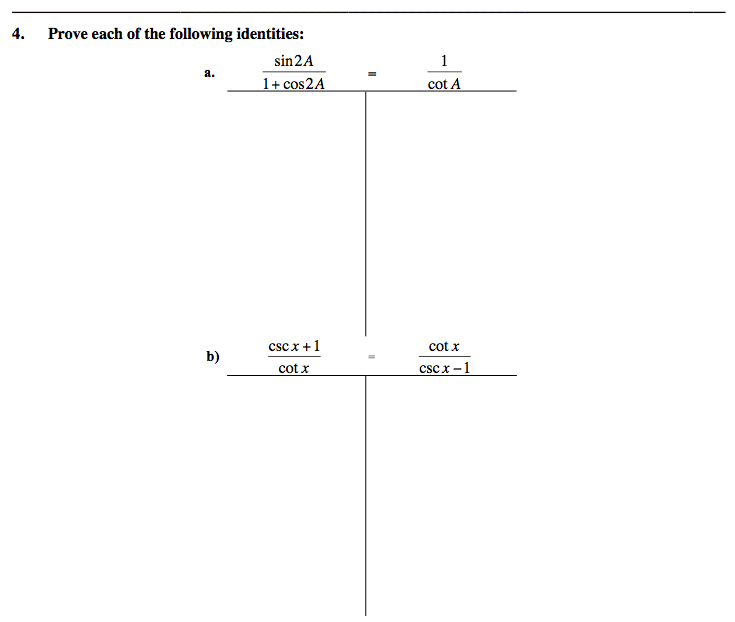 4. Prove each of the following identities:
a. sin2A / 1+cos2A = 1 / cot A
b) csc x + 1 / cot x = cot x / csc x − 1